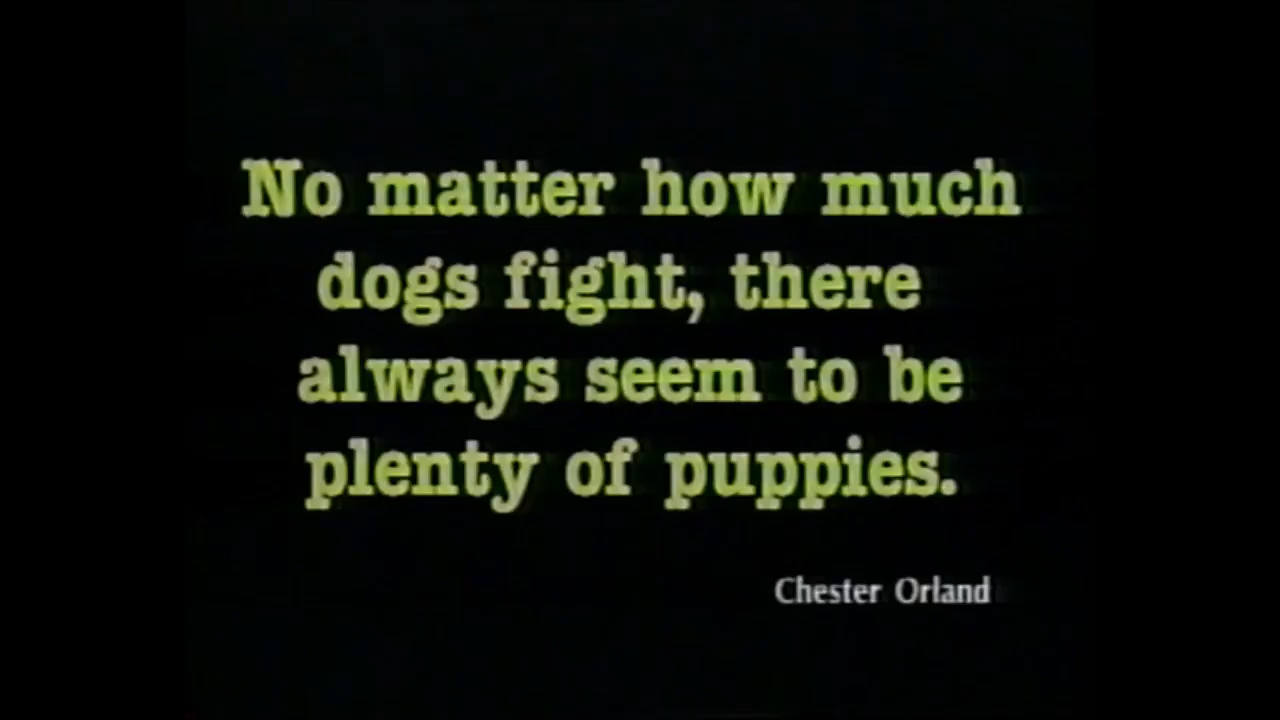 No matter how much
dogs fight, there
always seem to be
plenty of puppies.
Chester Orland